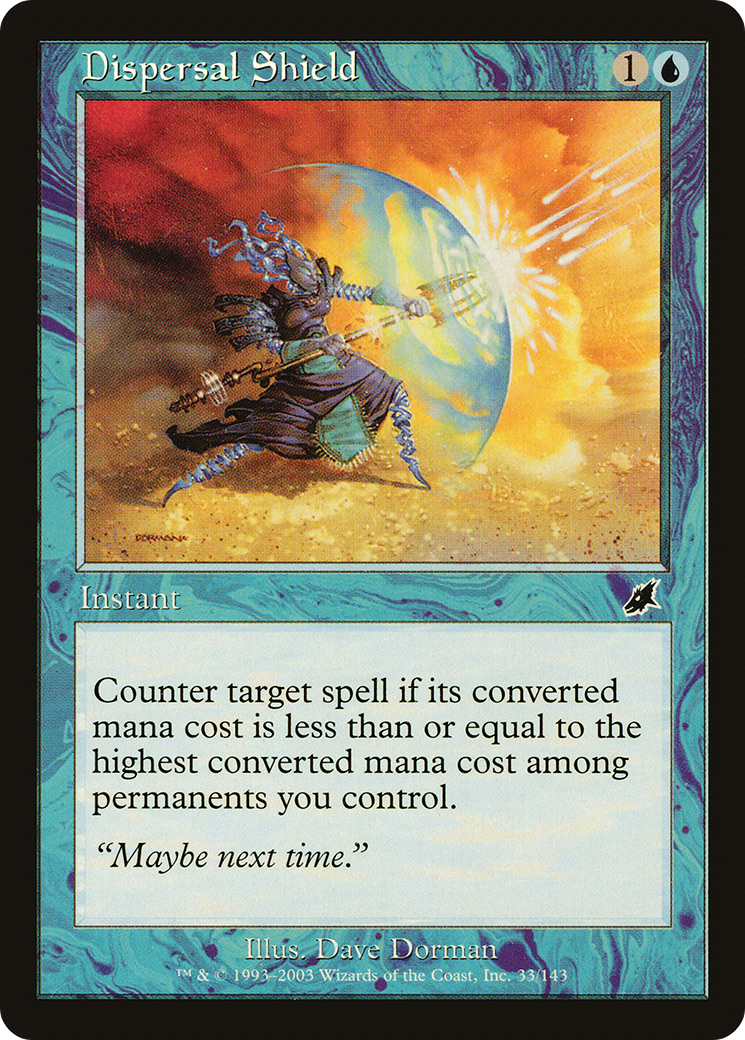 Dispersal Shield 1
DORMAN
Instant
Counter target spell if its converted
mana cost is less than or equal to the
highest converted mana cost among
permanents you control.
“Maybe next time.”
Illus. Dave Dorman
™ & © 1993–2003 Wizards of the Coast, Inc. 33/143